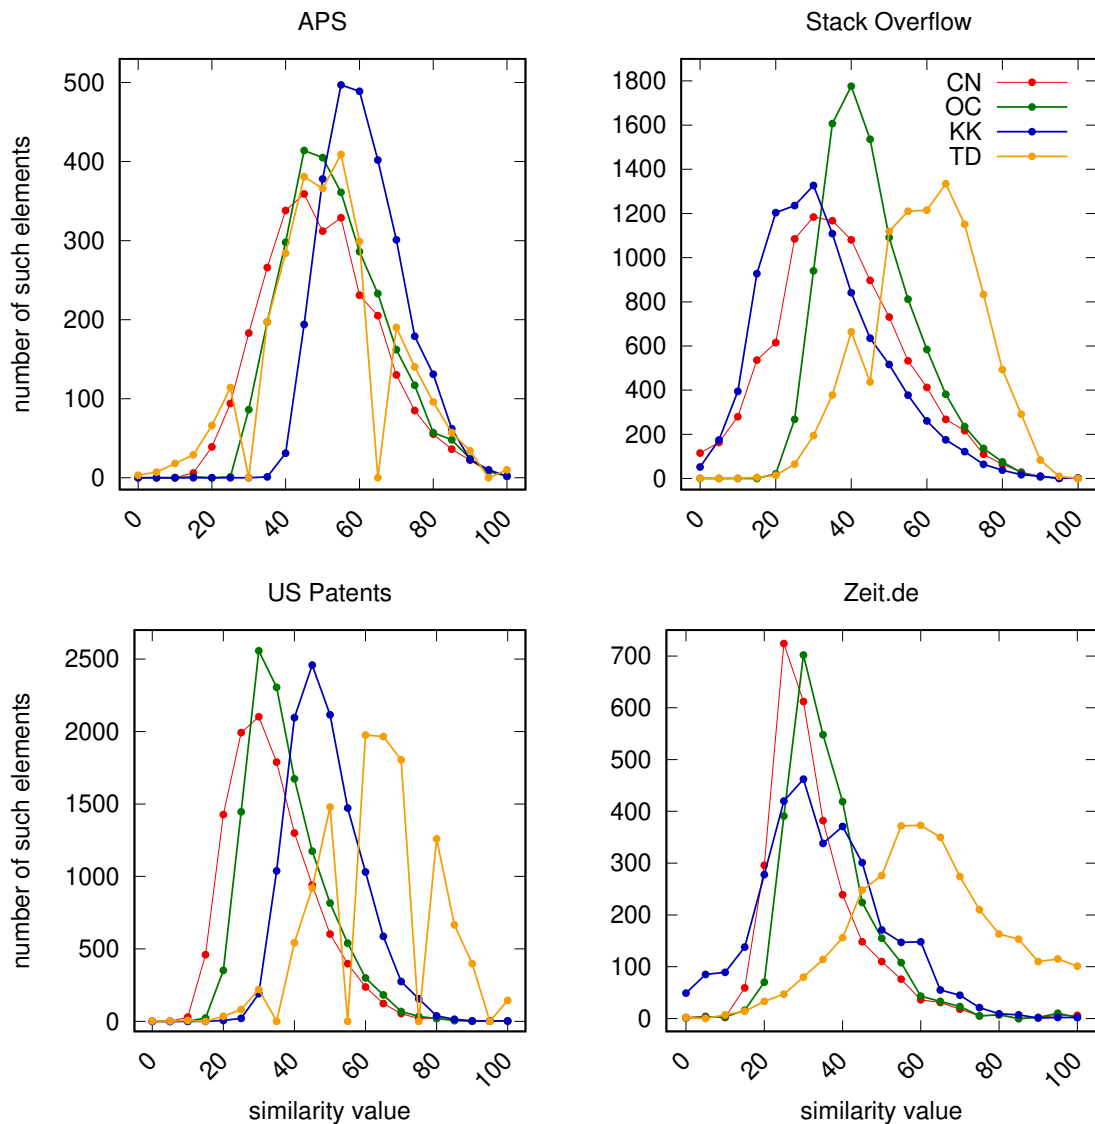 APS
number of such elements
500
400
300
200
100
0
0 20 40 60 80 100
Stack Overflow
1800
1600
1400
1200
1000
800
600
400
200
0
0 20 40 60 80 100
CN
OC
KK
TD
US Patents
number of such elements
2500
2000
1500
1000
500
0
0 20 40 60 80 100
similarity value
Zeit.de
700
600
500
400
300
200
100
0
0 20 40 60 80 100
similarity value